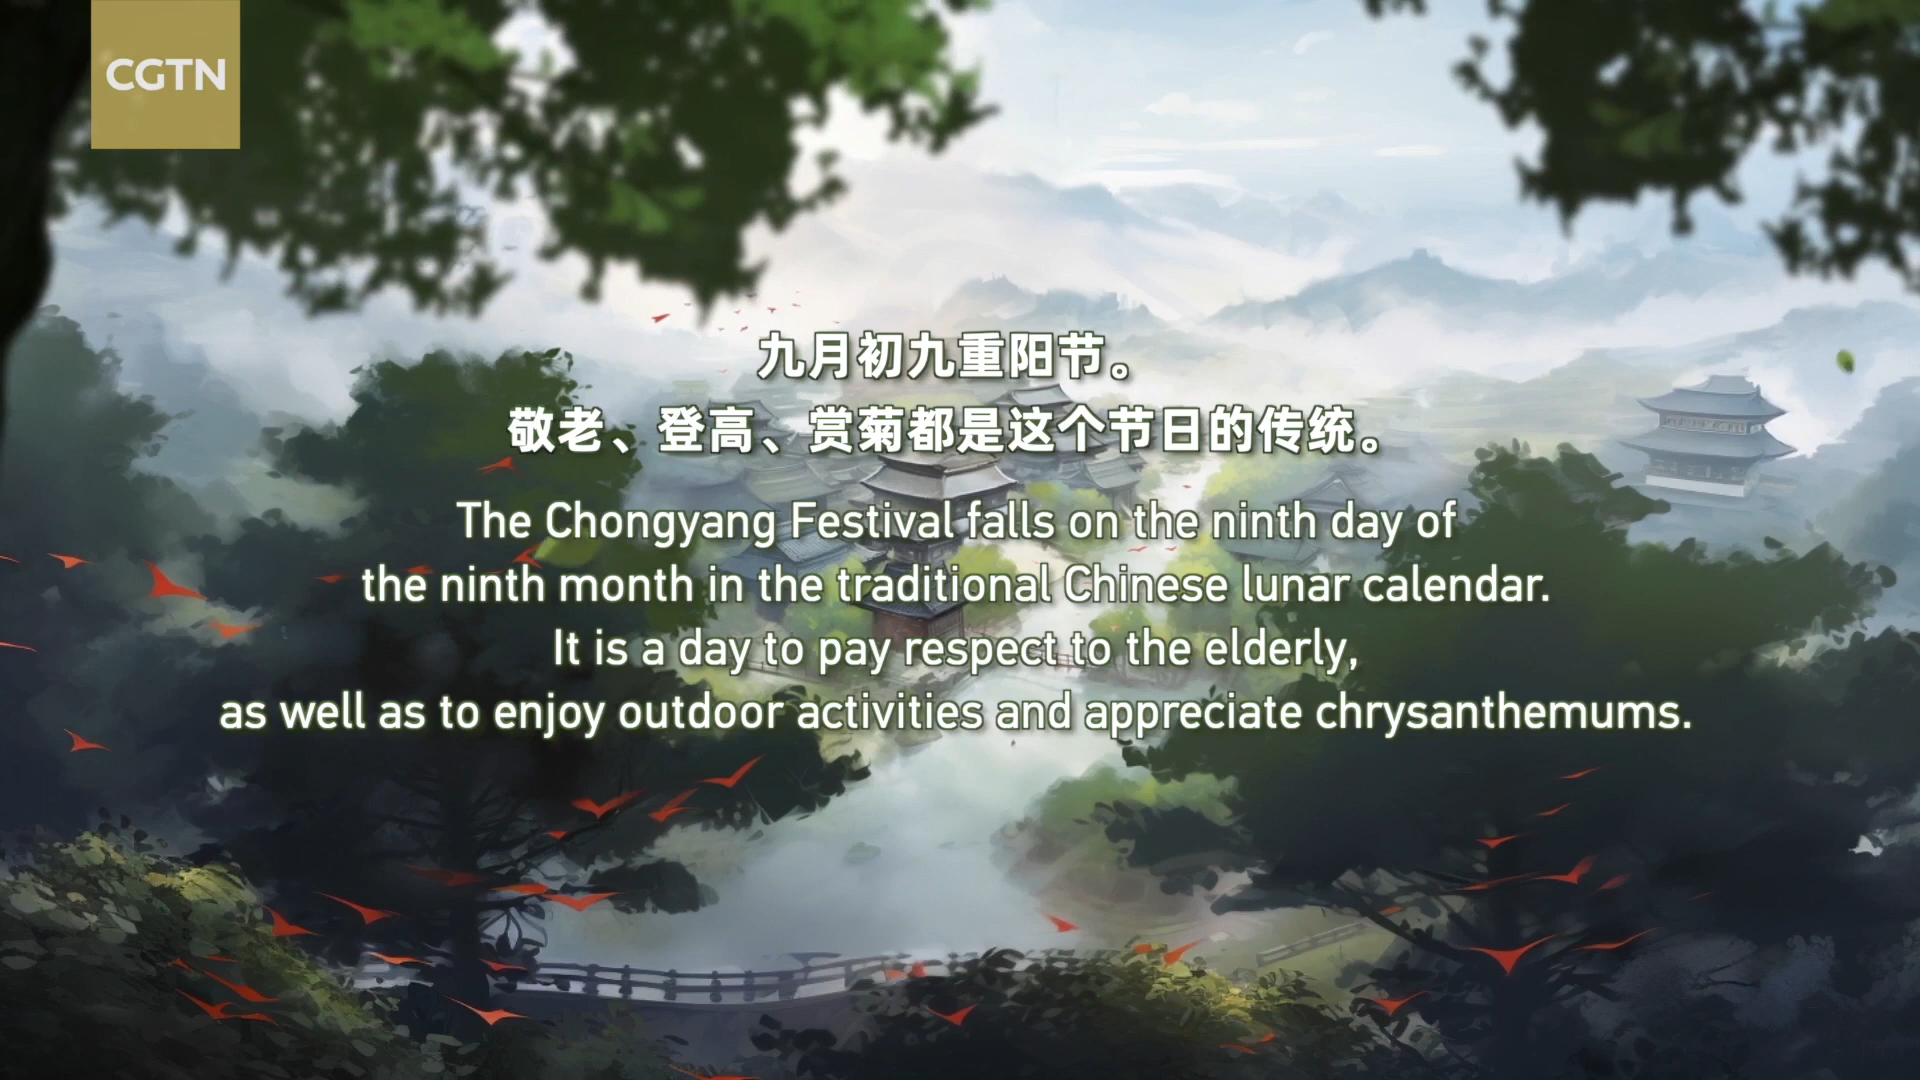 CGTN
九月初九重阳节。
敬老、登高、赏菊都是这个节日的传统。
The Chongyang Festival falls on the ninth day of
the ninth month in the traditional Chinese lunar calendar.
It is a day to pay respect to the elderly,
as well as to enjoy outdoor activities and appreciate chrysanthemums.